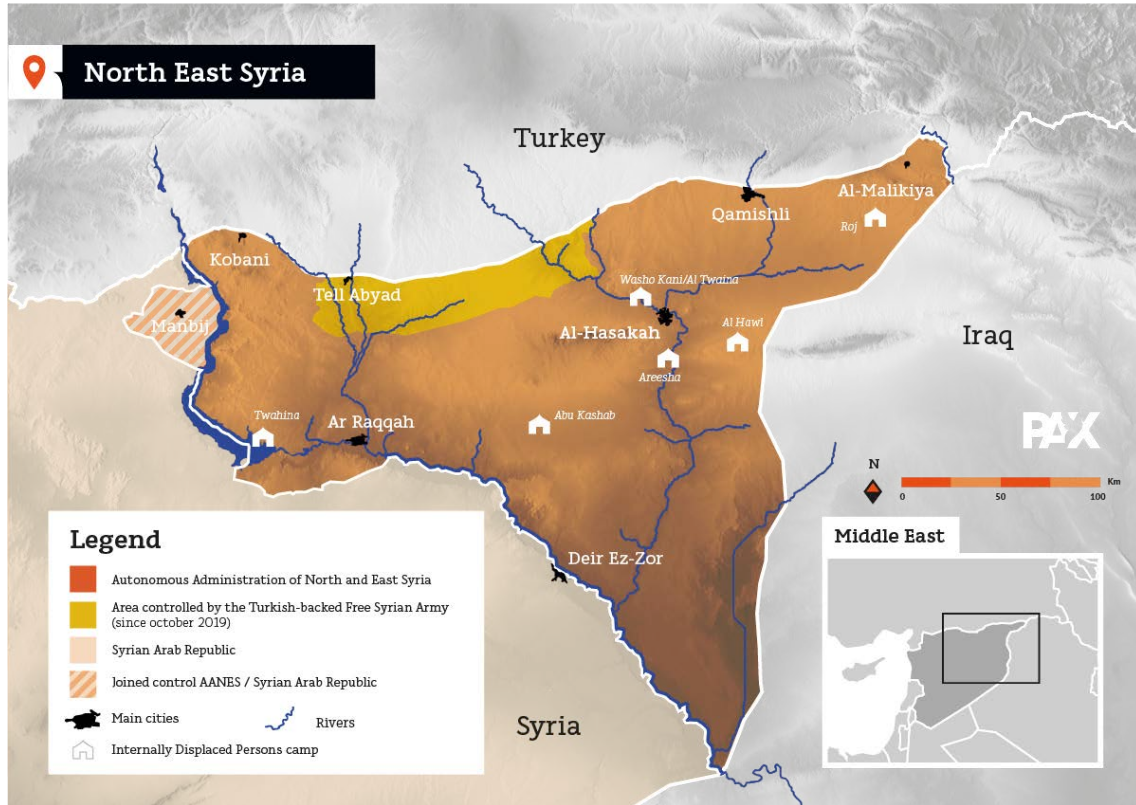 North East Syria
Turkey
Al-Malikiya
Qamishli
Roj
Kobani
Washo Kani/Al Twaina
Tell Abyad
Manbij
Al-Hasakah
Al Hawl
Iraq
Areesha
Twahina
Ar Raqqah
Abu Kashab
PAX
N
Km
0
50
100
Legend
Autonomous Administration of North and East Syria
Area controlled by the Turkish-backed Free Syrian Army
(since october 2019)
Syrian Arab Republic
Joined control AANES / Syrian Arab Republic
Main cities
Rivers
Internally Displaced Persons camp
Deir Ez-Zor
Syria
Middle East